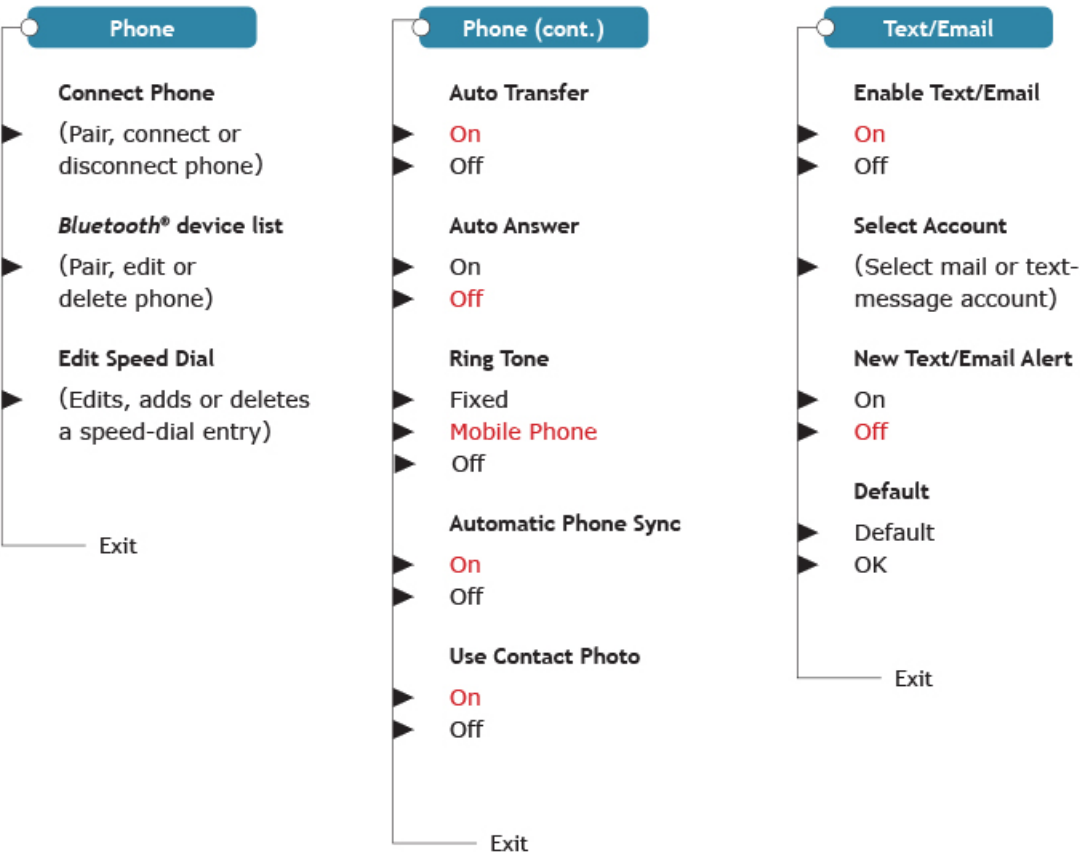 Phone
Connect Phone
(Pair, connect or
disconnect phone)
Bluetooth® device list
(Pair, edit or
delete phone)
Edit Speed Dial
(Edits, adds or deletes
a speed-dial entry)
Exit
Phone (cont.)
Auto Transfer
On
Off
Auto Answer
On
Off
Ring Tone
Fixed
Mobile Phone
Off
Automatic Phone Sync
On
Off
Use Contact Photo
On
Off
Exit
Text/Email
Enable Text/Email
On
Off
Select Account
(Select mail or text-
message account)
New Text/Email Alert
On
Off
Default
Default
OK
Exit